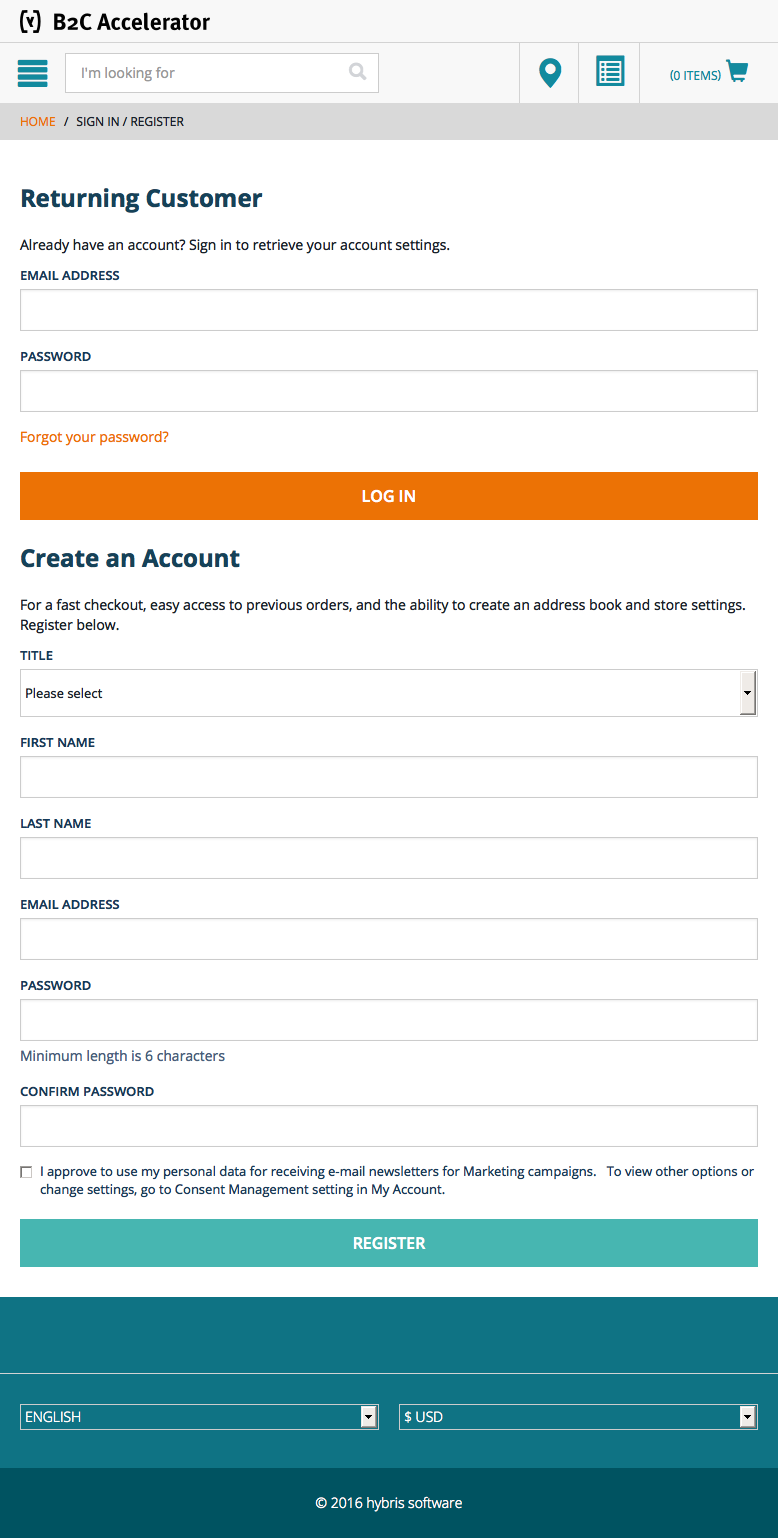 B2C Accelerator
I'm looking for
(0 ITEMS)
HOME / SIGN IN / REGISTER
Returning Customer
Already have an account? Sign in to retrieve your account settings.
EMAIL ADDRESS
PASSWORD
Forgot your password?
LOG IN
Create an Account
For a fast checkout, easy access to previous orders, and the ability to create an address book and store settings.
Register below.
TITLE
Please select
FIRST NAME
LAST NAME
EMAIL ADDRESS
PASSWORD
Minimum length is 6 characters
CONFIRM PASSWORD
I approve to use my personal data for receiving e-mail newsletters for Marketing campaigns. To view other options or
change settings, go to Consent Management setting in My Account.
REGISTER
ENGLISH
$ USD
© 2016 hybris software